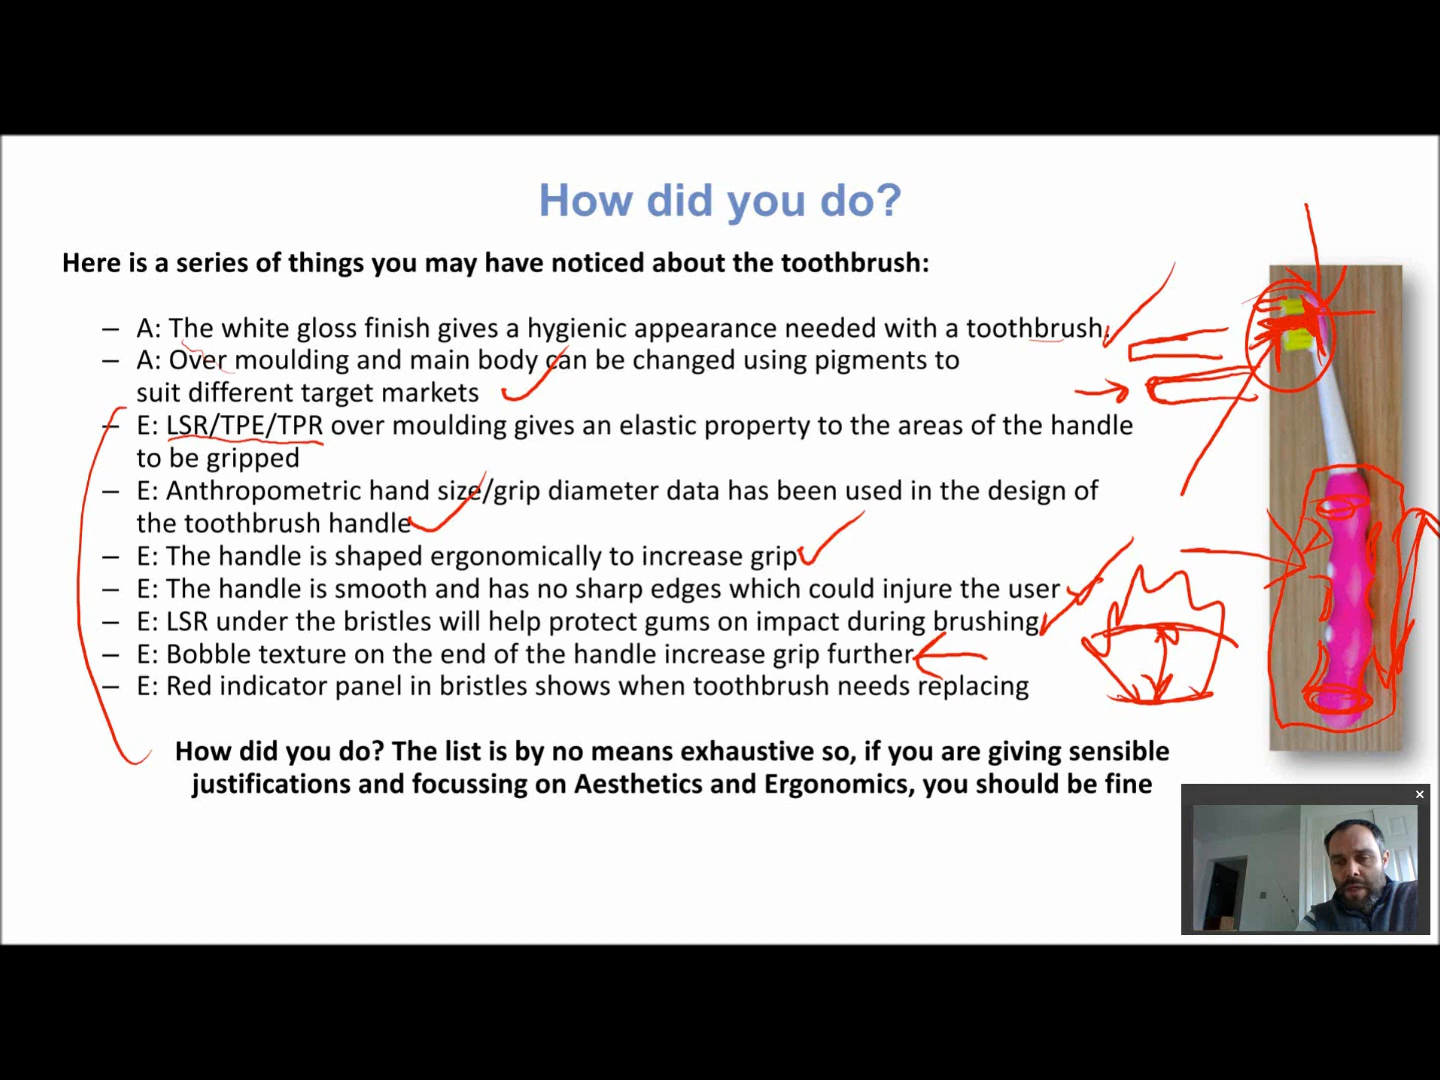 How did you do?
Here is a series of things you may have noticed about the toothbrush:
– A: The white gloss finish gives a hygienic appearance needed with a toothbrush.
– A: Over moulding and main body can be changed using pigments to
suit different target markets
– E: LSR/TPE/TPR over moulding gives an elastic property to the areas of the handle
to be gripped
– E: Anthropometric hand size/grip diameter data has been used in the design of
the toothbrush handle
– E: The handle is shaped ergonomically to increase grip
– E: The handle is smooth and has no sharp edges which could injure the user
– E: LSR under the bristles will help protect gums on impact during brushing
– E: Bobble texture on the end of the handle increase grip further
– E: Red indicator panel in bristles shows when toothbrush needs replacing
How did you do? The list is by no means exhaustive so, if you are giving sensible
justifications and focussing on Aesthetics and Ergonomics, you should be fine